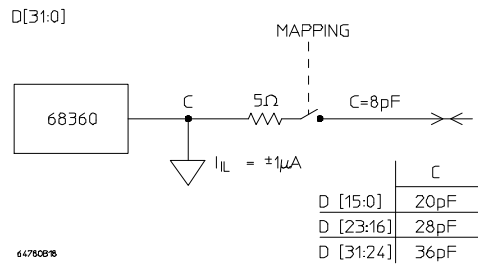 D[31:0]
MAPPING
68360
C
5Ω
C=8pF
I_IL = ±1µA
C
D [15:0] 20pF
D [23:16] 28pF
D [31:24] 36pF
64780B18